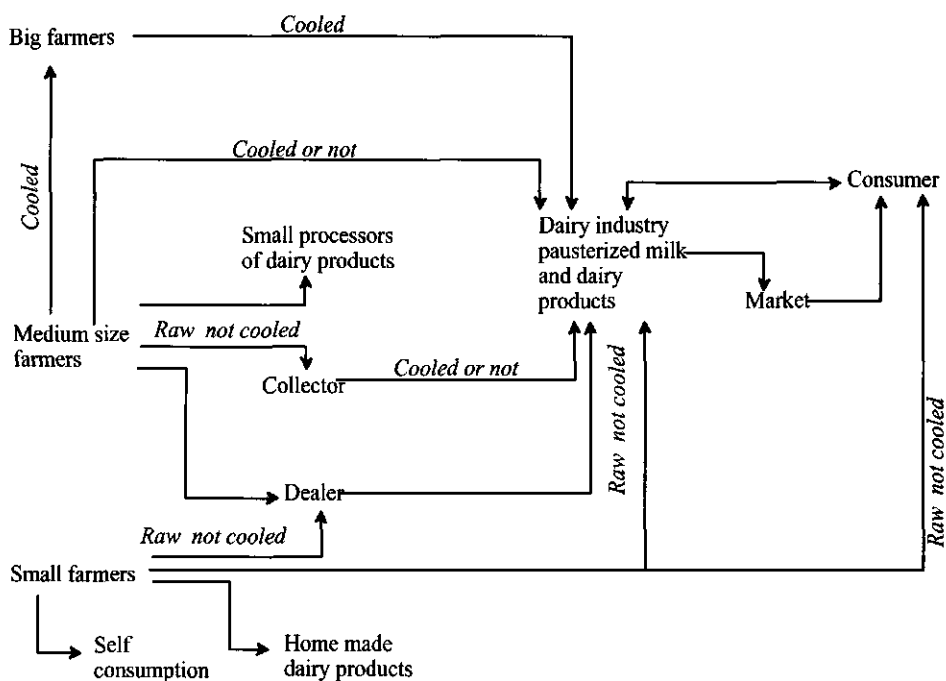 Cooled
Big farmers
Cooled or not
Cooled
Consumer
Small processors
of dairy products
Dairy industry
pausterized milk
and dairy
products
Market
Medium size
farmers
Raw not cooled
Collector
Cooled or not
Raw not cooled
Raw not cooled
Dealer
Raw not cooled
Small farmers
Self
consumption
Home made
dairy products